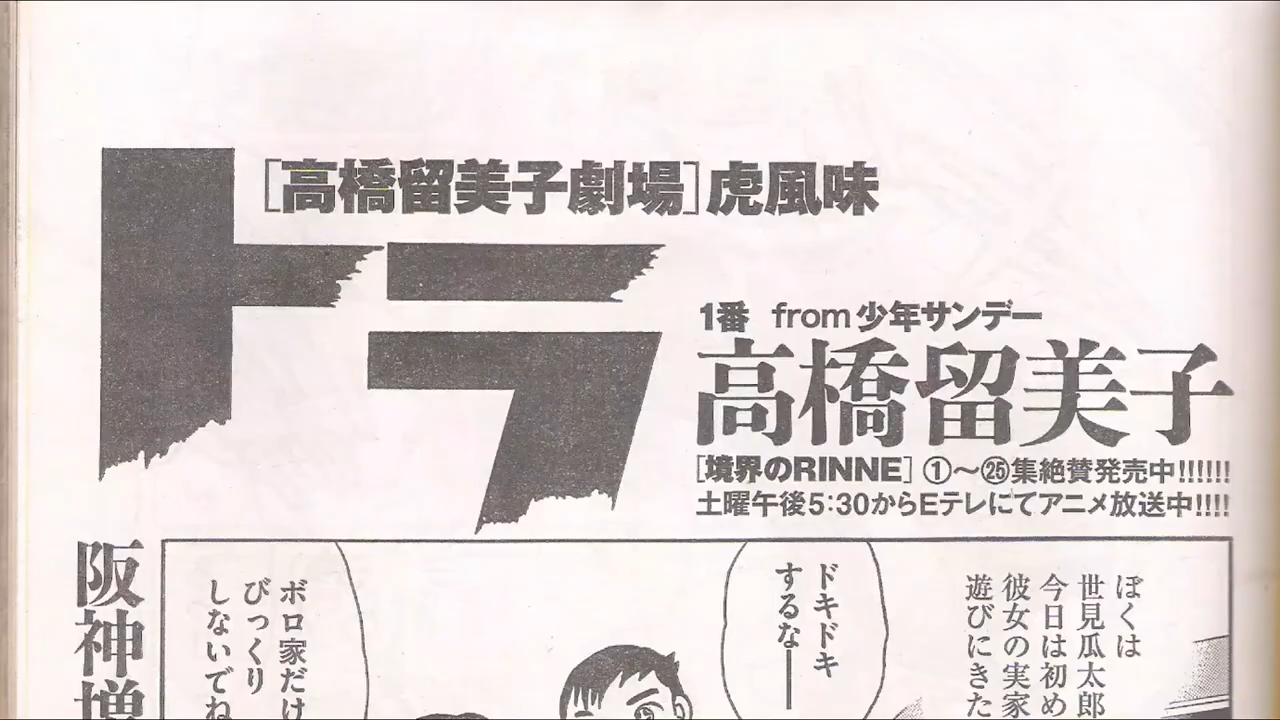 [高橋留美子劇場]虎風味
トラ
1番 from少年サンデー
高橋留美子
[境界のRINNE]①〜㉕集絶賛発売中!!!!!!
土曜午後5:30からEテレにてアニメ放送中!!!!
ぼくは
世見瓜太郎
今日は初め
彼女の実家
遊びにきた
ドキドキ
するな──
ボロ家だけ
びっくり
しないでね
阪神増